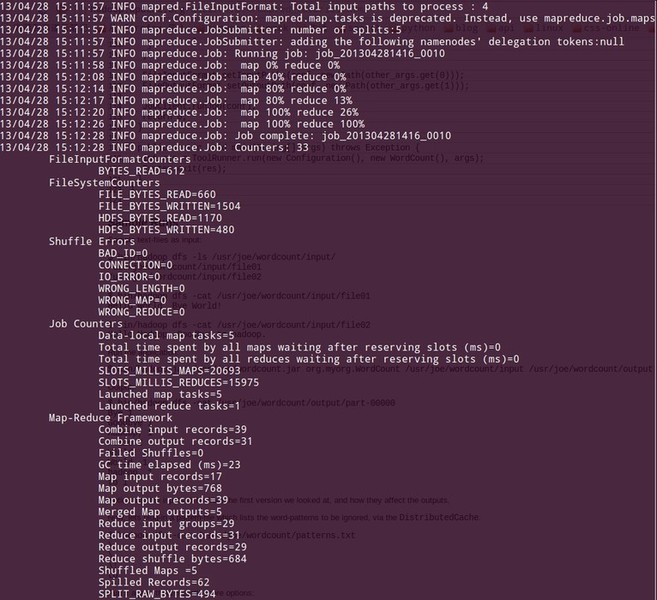 13/04/28 15:11:57 INFO mapred.FileInputFormat: Total input paths to process : 4
13/04/28 15:11:57 WARN conf.Configuration: mapred.map.tasks is deprecated. Instead, use mapreduce.job.maps
13/04/28 15:11:57 INFO mapreduce.JobSubmitter: number of splits:5
13/04/28 15:11:57 INFO mapreduce.JobSubmitter: adding the following namenodes' delegation tokens:null
13/04/28 15:11:57 INFO mapreduce.Job: Running job: job_201304281416_0010
13/04/28 15:11:58 INFO mapreduce.Job:  map 0% reduce 0%
13/04/28 15:12:08 INFO mapreduce.Job:  map 40% reduce 0%
13/04/28 15:12:14 INFO mapreduce.Job:  map 80% reduce 0%
13/04/28 15:12:17 INFO mapreduce.Job:  map 80% reduce 13%
13/04/28 15:12:20 INFO mapreduce.Job:  map 100% reduce 26%
13/04/28 15:12:26 INFO mapreduce.Job:  map 100% reduce 100%
13/04/28 15:12:28 INFO mapreduce.Job: Job complete: job_201304281416_0010
13/04/28 15:12:28 INFO mapreduce.Job: Counters: 33
FileInputFormatCounters
BYTES_READ=612
FileSystemCounters
FILE_BYTES_READ=660
FILE_BYTES_WRITTEN=1504
HDFS_BYTES_READ=1170
HDFS_BYTES_WRITTEN=480
Shuffle Errors
BAD_ID=0
CONNECTION=0
IO_ERROR=0
WRONG_LENGTH=0
WRONG_MAP=0
WRONG_REDUCE=0
Job Counters
Data-local map tasks=5
Total time spent by all maps waiting after reserving slots (ms)=0
Total time spent by all reduces waiting after reserving slots (ms)=0
SLOTS_MILLIS_MAPS=20693
SLOTS_MILLIS_REDUCES=15975
Launched map tasks=5
Launched reduce tasks=1
Map-Reduce Framework
Combine input records=39
Combine output records=31
Failed Shuffles=0
GC time elapsed (ms)=23
Map input records=17
Map output bytes=768
Map output records=39
Merged Map outputs=5
Reduce input groups=29
Reduce input records=31
Reduce output records=29
Reduce shuffle bytes=684
Shuffled Maps =5
Spilled Records=62
SPLIT_RAW_BYTES=494